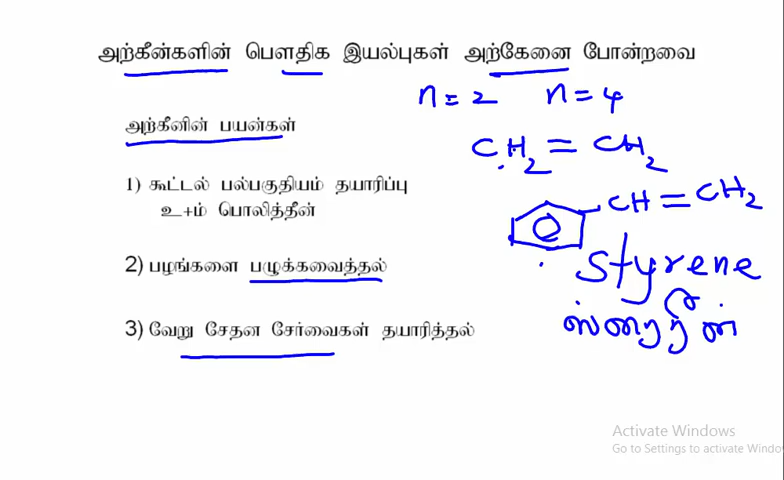 அற்கீன்களின் பௌதிக இயல்புகள் அற்கேனை போன்றவை
n = 2 n = 4
அற்கீனின் பயன்கள்
CH2 = CH2
1) கூட்டல் பல்பகுதியம் தயாரிப்பு
CH = CH2
உ+ம் பொலித்தீன்
2) பழங்களை பழுக்கவைத்தல்
Styrene
3) வேறு சேதன சேர்வைகள் தயாரித்தல்
Activate Windows
Go to Settings to activate Windo